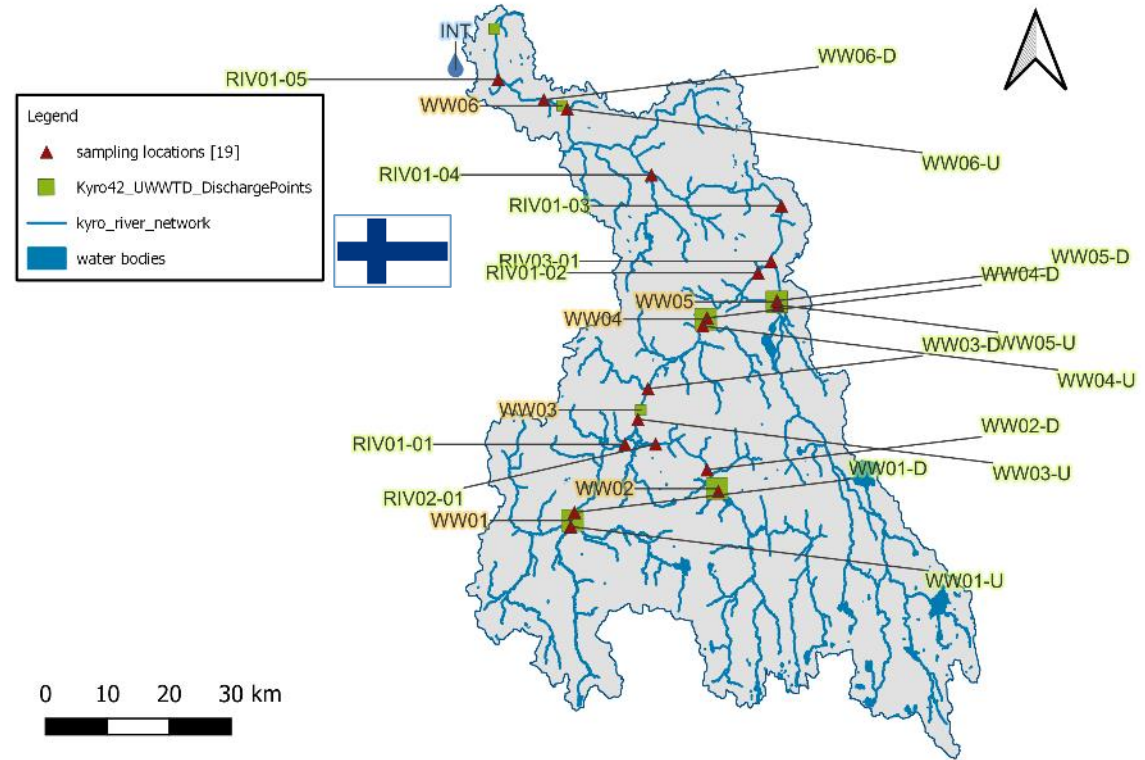 INT
WW06-D
RIV01-05
WW06
Legend
sampling locations [19]
Kyro42_UWWTD_DischargePoints
kyro_river_network
water bodies
WW06-U
RIV01-04
RIV01-03
RIV03-01
RIV01-02
WW05-D
WW04-D
WW05
WW04
WW03-D
WW05-U
WW04-U
WW03
WW02-D
RIV01-01
WW01-D
WW03-U
WW02
RIV02-01
WW01
WW01-U
0 10 20 30 km